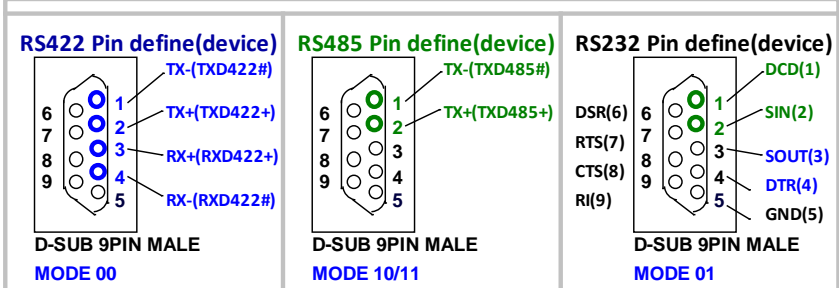 RS422 Pin define(device)
TX-(TXD422#)
6
1
TX+(TXD422+)
7
2
RX+(RXD422+)
8
3
9
4
RX-(RXD422#)
5
D-SUB 9PIN MALE
MODE 00
RS485 Pin define(device)
TX-(TXD485#)
6
1
TX+(TXD485+)
7
2
8
3
9
4
5
D-SUB 9PIN MALE
MODE 10/11
RS232 Pin define(device)
DCD(1)
DSR(6)
6
1
SIN(2)
RTS(7)
7
2
SOUT(3)
CTS(8)
8
3
DTR(4)
RI(9)
9
4
GND(5)
5
D-SUB 9PIN MALE
MODE 01